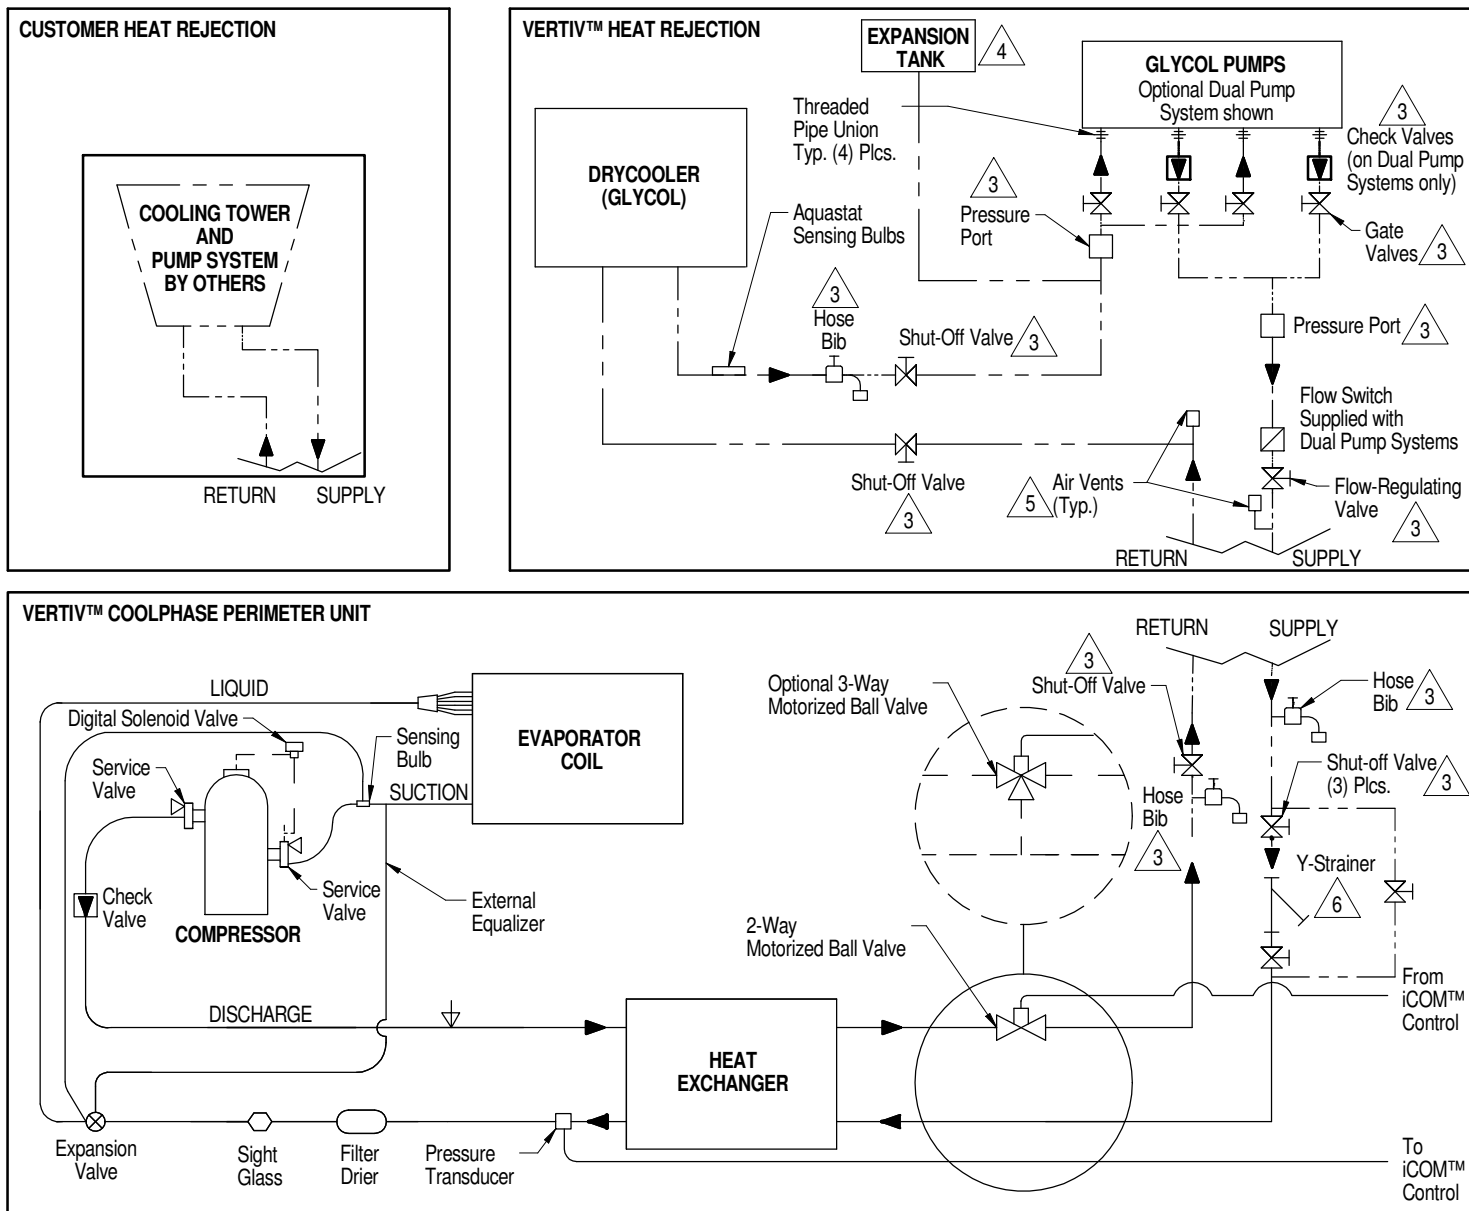 CUSTOMER HEAT REJECTION
COOLING TOWER
AND
PUMP SYSTEM
BY OTHERS
RETURN
SUPPLY
VERTIV™ HEAT REJECTION
EXPANSION
TANK
4
GLYCOL PUMPS
Optional Dual Pump
System shown
Threaded
Pipe Union
Typ. (4) Plcs.
3
Check Valves
(on Dual Pump
Systems only)
DRYCOOLER
(GLYCOL)
3
Pressure
Port
Aquastat
Sensing Bulbs
Gate
Valves
3
3
Hose
Bib
Shut-Off Valve
3
Pressure Port
3
Flow Switch
Supplied with
Dual Pump Systems
Shut-Off Valve
3
5
Air Vents
(Typ.)
Flow-Regulating
Valve
3
RETURN
SUPPLY
VERTIV™ COOLPHASE PERIMETER UNIT
RETURN
SUPPLY
LIQUID
Digital Solenoid Valve
Service
Valve
Sensing
Bulb
SUCTION
EVAPORATOR
COIL
Optional 3-Way
Motorized Ball Valve
3
Shut-Off Valve
Hose
Bib
3
Shut-off Valve
(3) Plcs.
3
Hose
Bib
3
Y-Strainer
6
Check
Valve
COMPRESSOR
Service
Valve
External
Equalizer
2-Way
Motorized Ball Valve
From
iCOM™
Control
DISCHARGE
HEAT
EXCHANGER
Expansion
Valve
Sight
Glass
Filter
Drier
Pressure
Transducer
To
iCOM™
Control